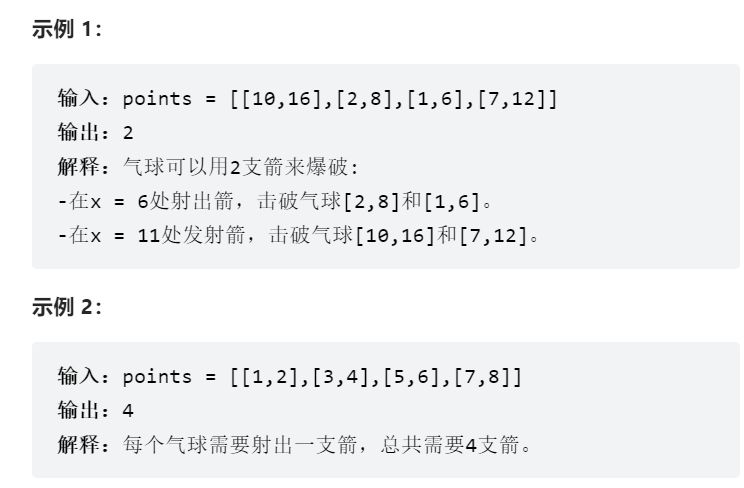 示例 1：
输入：points = [[10,16],[2,8],[1,6],[7,12]]
输出：2
解释：气球可以用2支箭来爆破:
-在x = 6处射出箭，击破气球[2,8]和[1,6]。
-在x = 11处发射箭，击破气球[10,16]和[7,12]。
示例 2：
输入：points = [[1,2],[3,4],[5,6],[7,8]]
输出：4
解释：每个气球需要射出一支箭，总共需要4支箭。